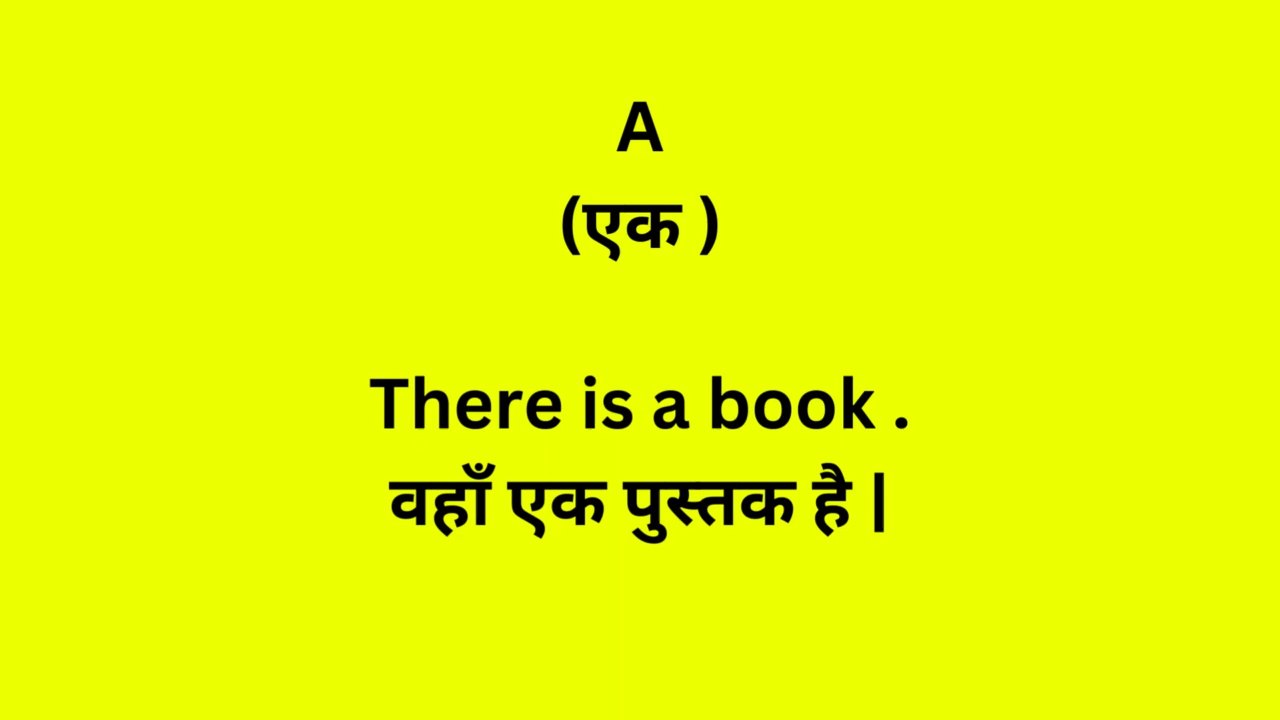 A
(एक )
There is a book .
वहाँ एक पुस्तक है |